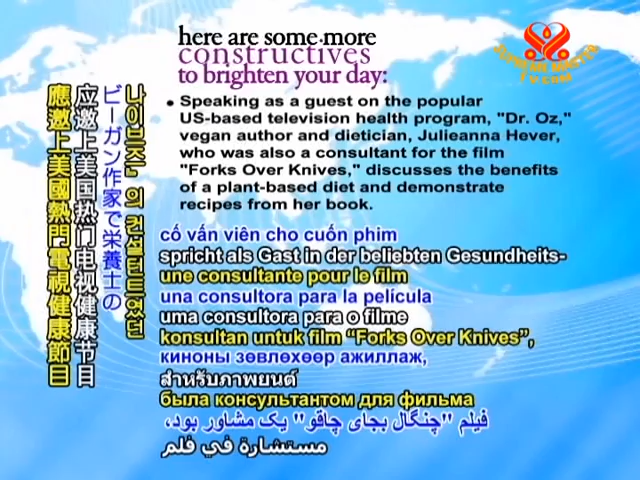 here are some more
constructives
to brighten your day:
SUPREME MASTER
TV.COM
• Speaking as a guest on the popular
US-based television health program, "Dr. Oz,"
vegan author and dietician, Julieanna Hever,
who was also a consultant for the film
"Forks Over Knives," discusses the benefits
of a plant-based diet and demonstrate
recipes from her book.
應邀上美國熱門電視健康節目
应邀上美国热门电视健康节目
ビーガン作家で栄養士の
나이브즈』의 컨설턴트였던
cố vấn viên cho cuốn phim
spricht als Gast in der beliebten Gesundheits-
une consultante pour le film
una consultora para la película
uma consultora para o filme
konsultan untuk film “Forks Over Knives”,
киноны зөвлөхөөр ажиллаж,
สำหรับภาพยนต์
была консультантом для фильма
فیلم "چنگال بجای چاقو" یک مشاور بود،
مستشارة في فلم